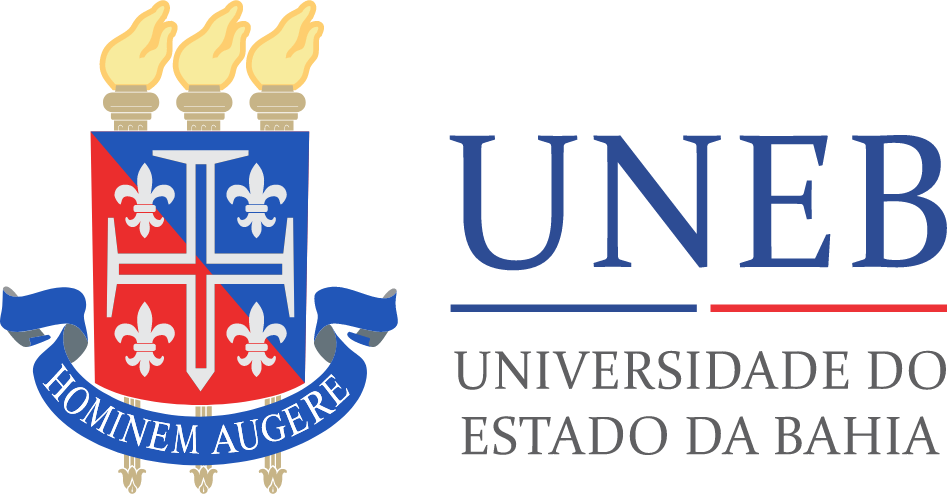 UNEB
UNIVERSIDADE DO
ESTADO DA BAHIA
HOMINEM AUGERE